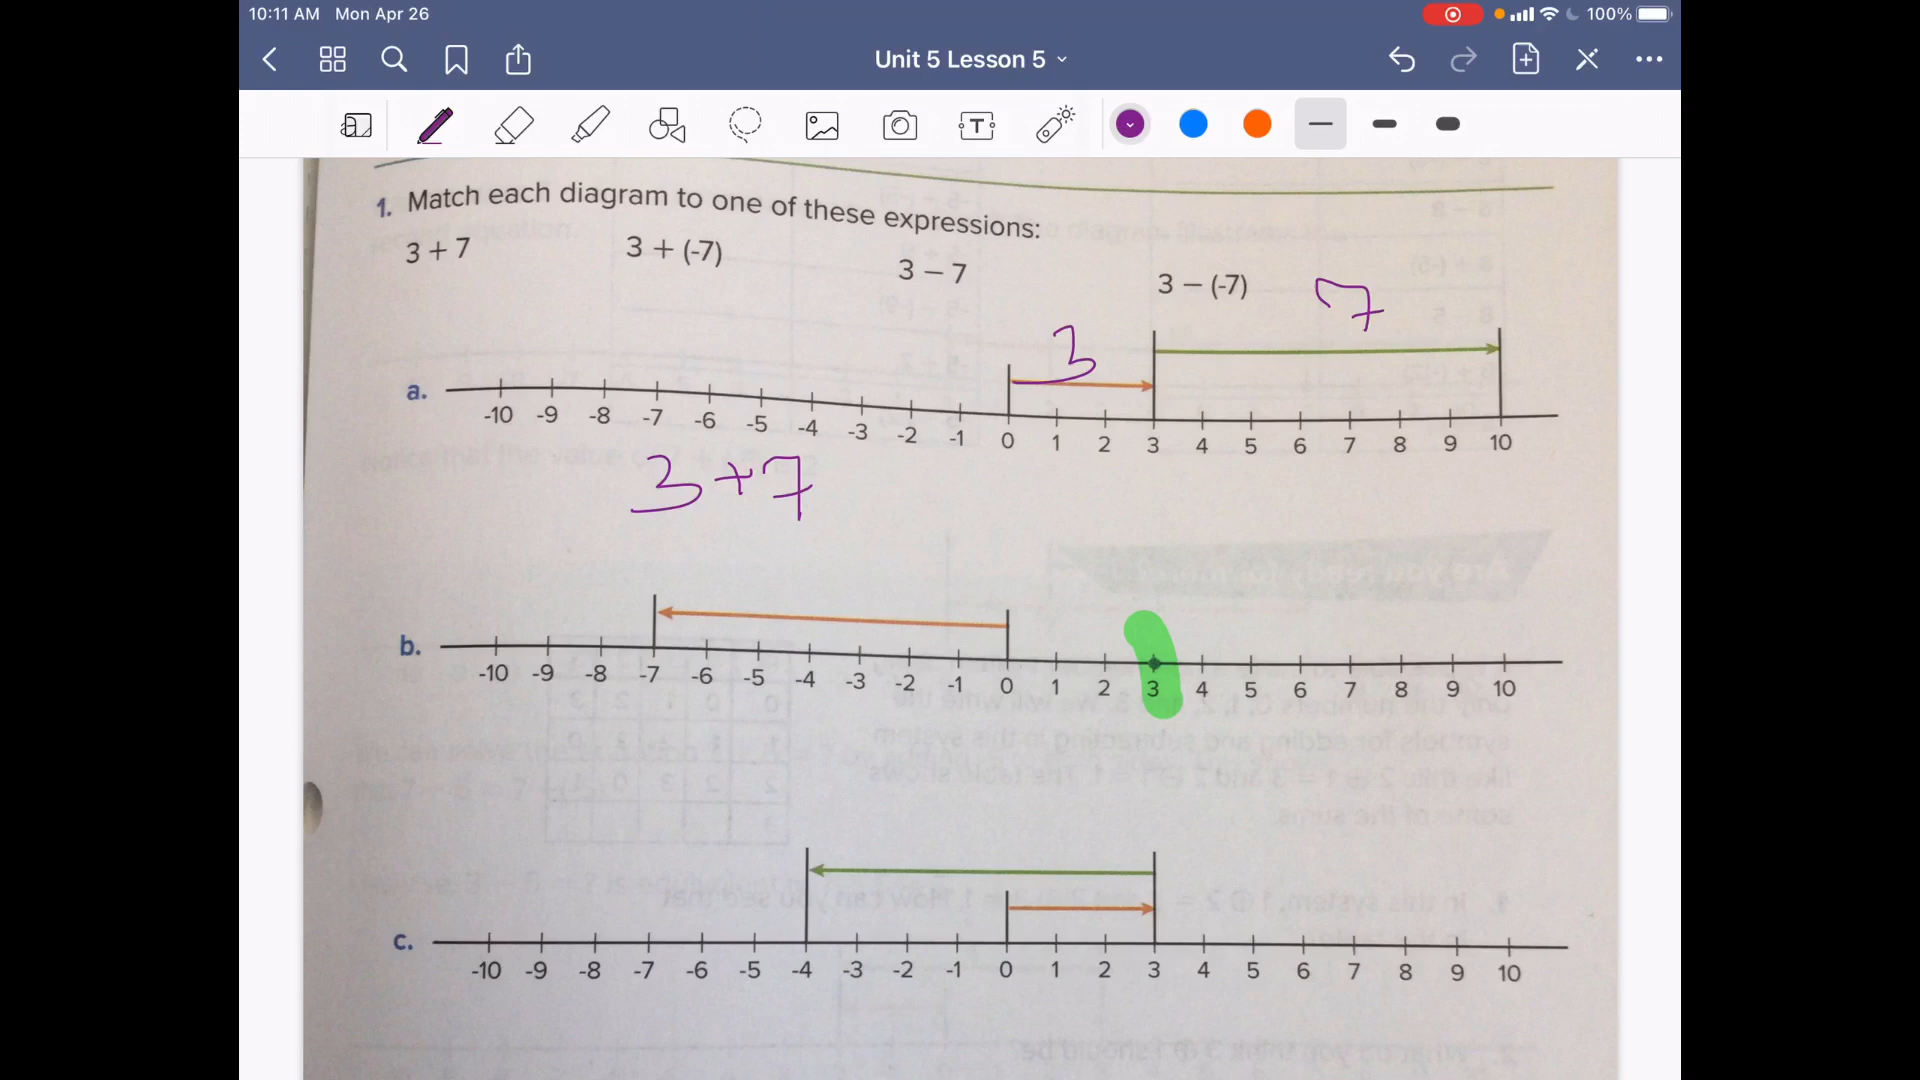 10:11 AM Mon Apr 26
100%
Unit 5 Lesson 5
T
1. Match each diagram to one of these expressions:
3 + 7 3 + (-7) 3 − 7 3 − (-7)
7
3
a.
-10 -9 -8 -7 -6 -5 -4 -3 -2 -1 0 1 2 3 4 5 6 7 8 9 10
3+7
b.
-10 -9 -8 -7 -6 -5 -4 -3 -2 -1 0 1 2 3 4 5 6 7 8 9 10
c.
-10 -9 -8 -7 -6 -5 -4 -3 -2 -1 0 1 2 3 4 5 6 7 8 9 10